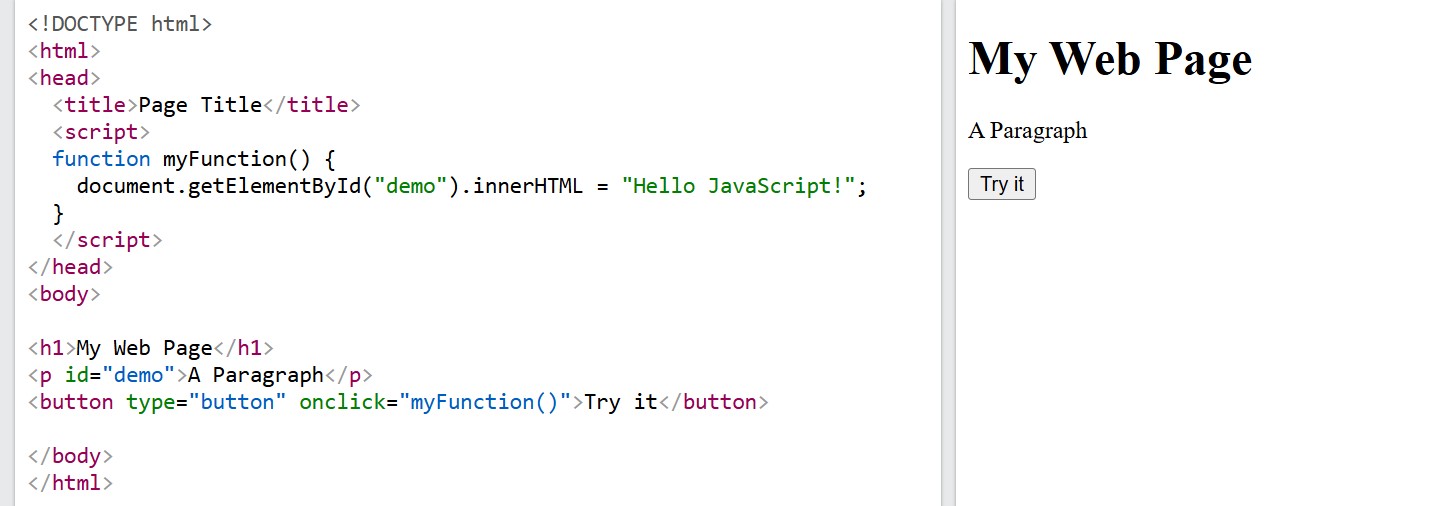 <!DOCTYPE html>
<html>
<head>
  <title>Page Title</title>
  <script>
  function myFunction() {
    document.getElementById("demo").innerHTML = "Hello JavaScript!";
  }
  </script>
</head>
<body>

<h1>My Web Page</h1>
<p id="demo">A Paragraph</p>
<button type="button" onclick="myFunction()">Try it</button>

</body>
</html>
My Web Page
A Paragraph
Try it